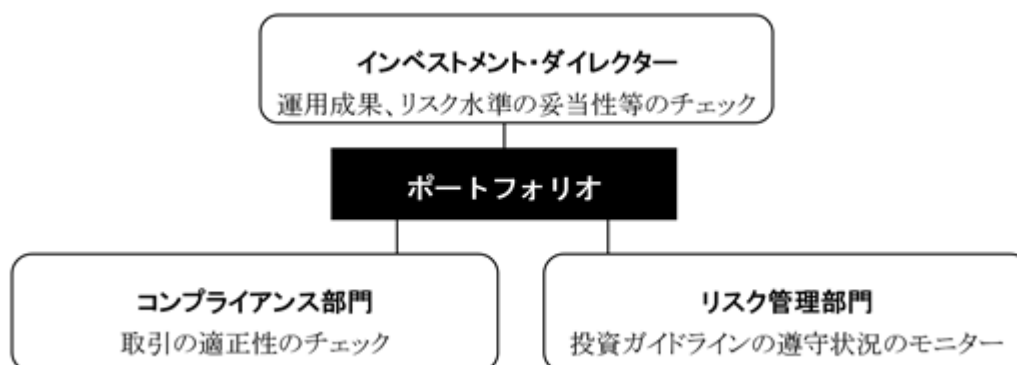 インベストメント・ダイレクター
運用成果、リスク水準の妥当性等のチェック
ポートフォリオ
コンプライアンス部門
取引の適正性のチェック
リスク管理部門
投資ガイドラインの遵守状況のモニター